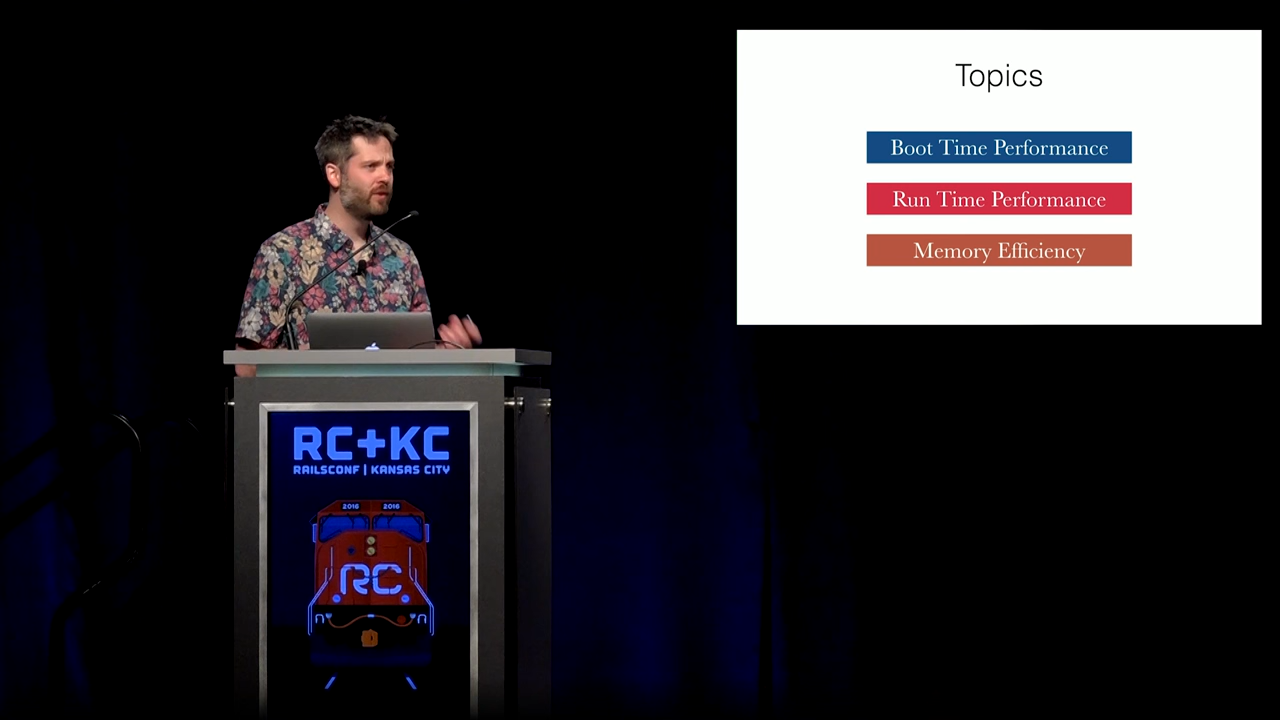 Topics
Boot Time Performance
Run Time Performance
Memory Efficiency
RC+KC
RAILSCONF | KANSAS CITY
2016 2016
RC